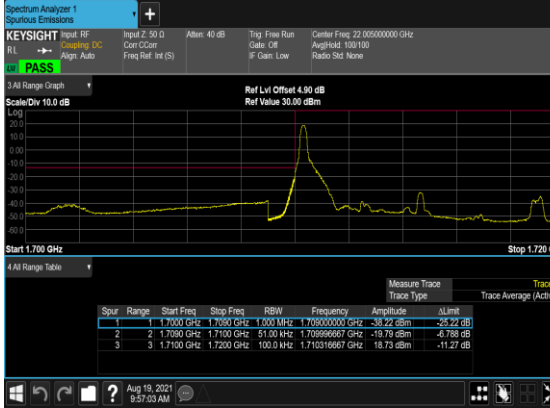 Spectrum Analyzer 1
Spurious Emissions
+
KEYSIGHT Input: RF Input Z: 50 Ω Atten: 40 dB Trig: Free Run Center Freq: 22.005000000 GHz
RL Coupling: DC Corr CCorr Gate: Off Avg|Hold: 100/100
Align: Auto Freq Ref: Int (S) IF Gain: Low Radio Std: None
PASS
3.All Range Graph
Ref Lvl Offset 4.90 dB
Scale/Div 10.0 dB Ref Value 30.00 dBm
Log
20.0
10.0
0.00
-10.0
-20.0
-30.0
-40.0
-50.0
-60.0
Start 1.700 GHz Stop 1.720
4.All Range Table
Measure Trace Trace
Trace Type Trace Average (Acti
Spur Range Start Freq Stop Freq RBW Frequency Amplitude ΔLimit
1 1 1.7000 GHz 1.7090 GHz 1.000 MHz 1.709000000 GHz -38.22 dBm -25.22 dB
2 2 1.7090 GHz 1.7100 GHz 51.00 kHz 1.709996667 GHz -19.79 dBm -6.788 dB
3 3 1.7100 GHz 1.7200 GHz 100.0 kHz 1.710316667 GHz 18.73 dBm -11.27 dB
? Aug 19, 2021
9:57:03 AM